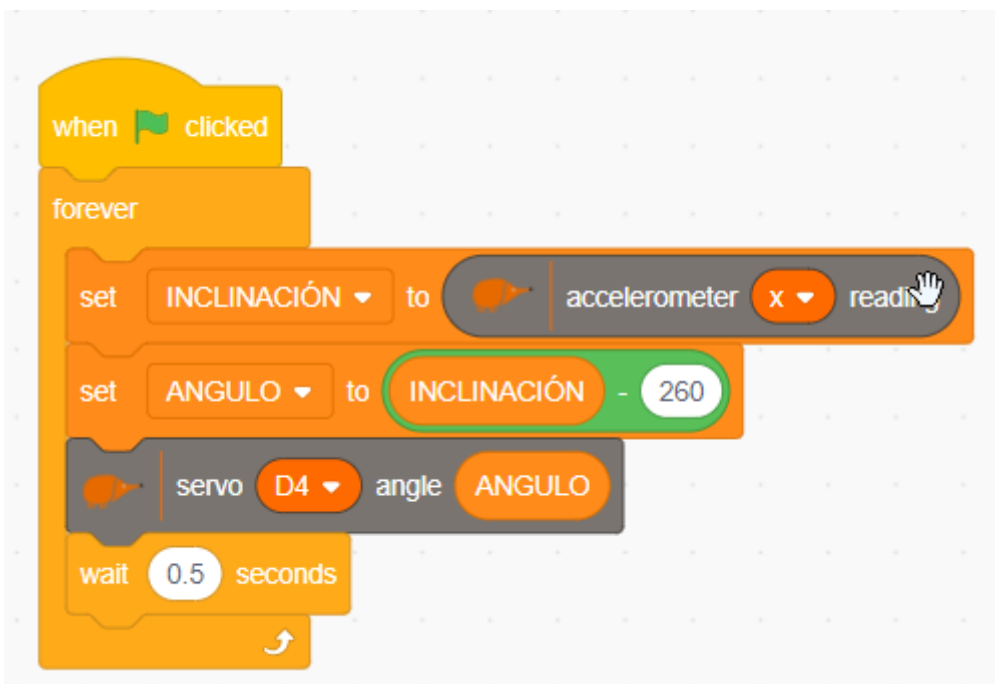 when clicked
forever
set INCLINACIÓN to accelerometer x reading
set ANGULO to INCLINACIÓN - 260
servo D4 angle ANGULO
wait 0.5 seconds